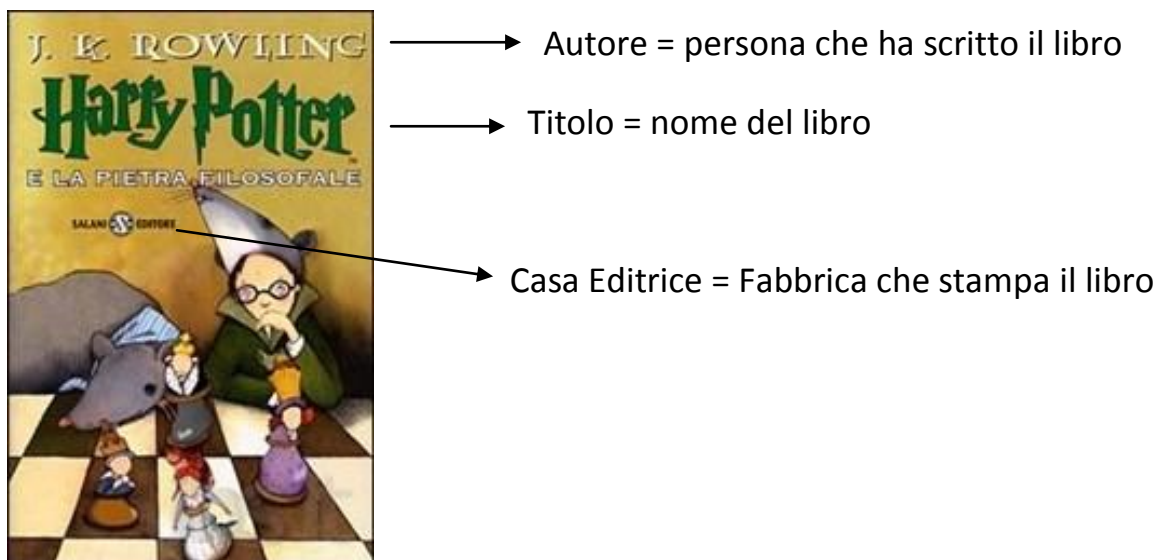 J. K. ROWLING
Autore = persona che ha scritto il libro
Harry Potter
Titolo = nome del libro
E LA PIETRA FILOSOFALE
SALANI S EDITORE
Casa Editrice = Fabbrica che stampa il libro